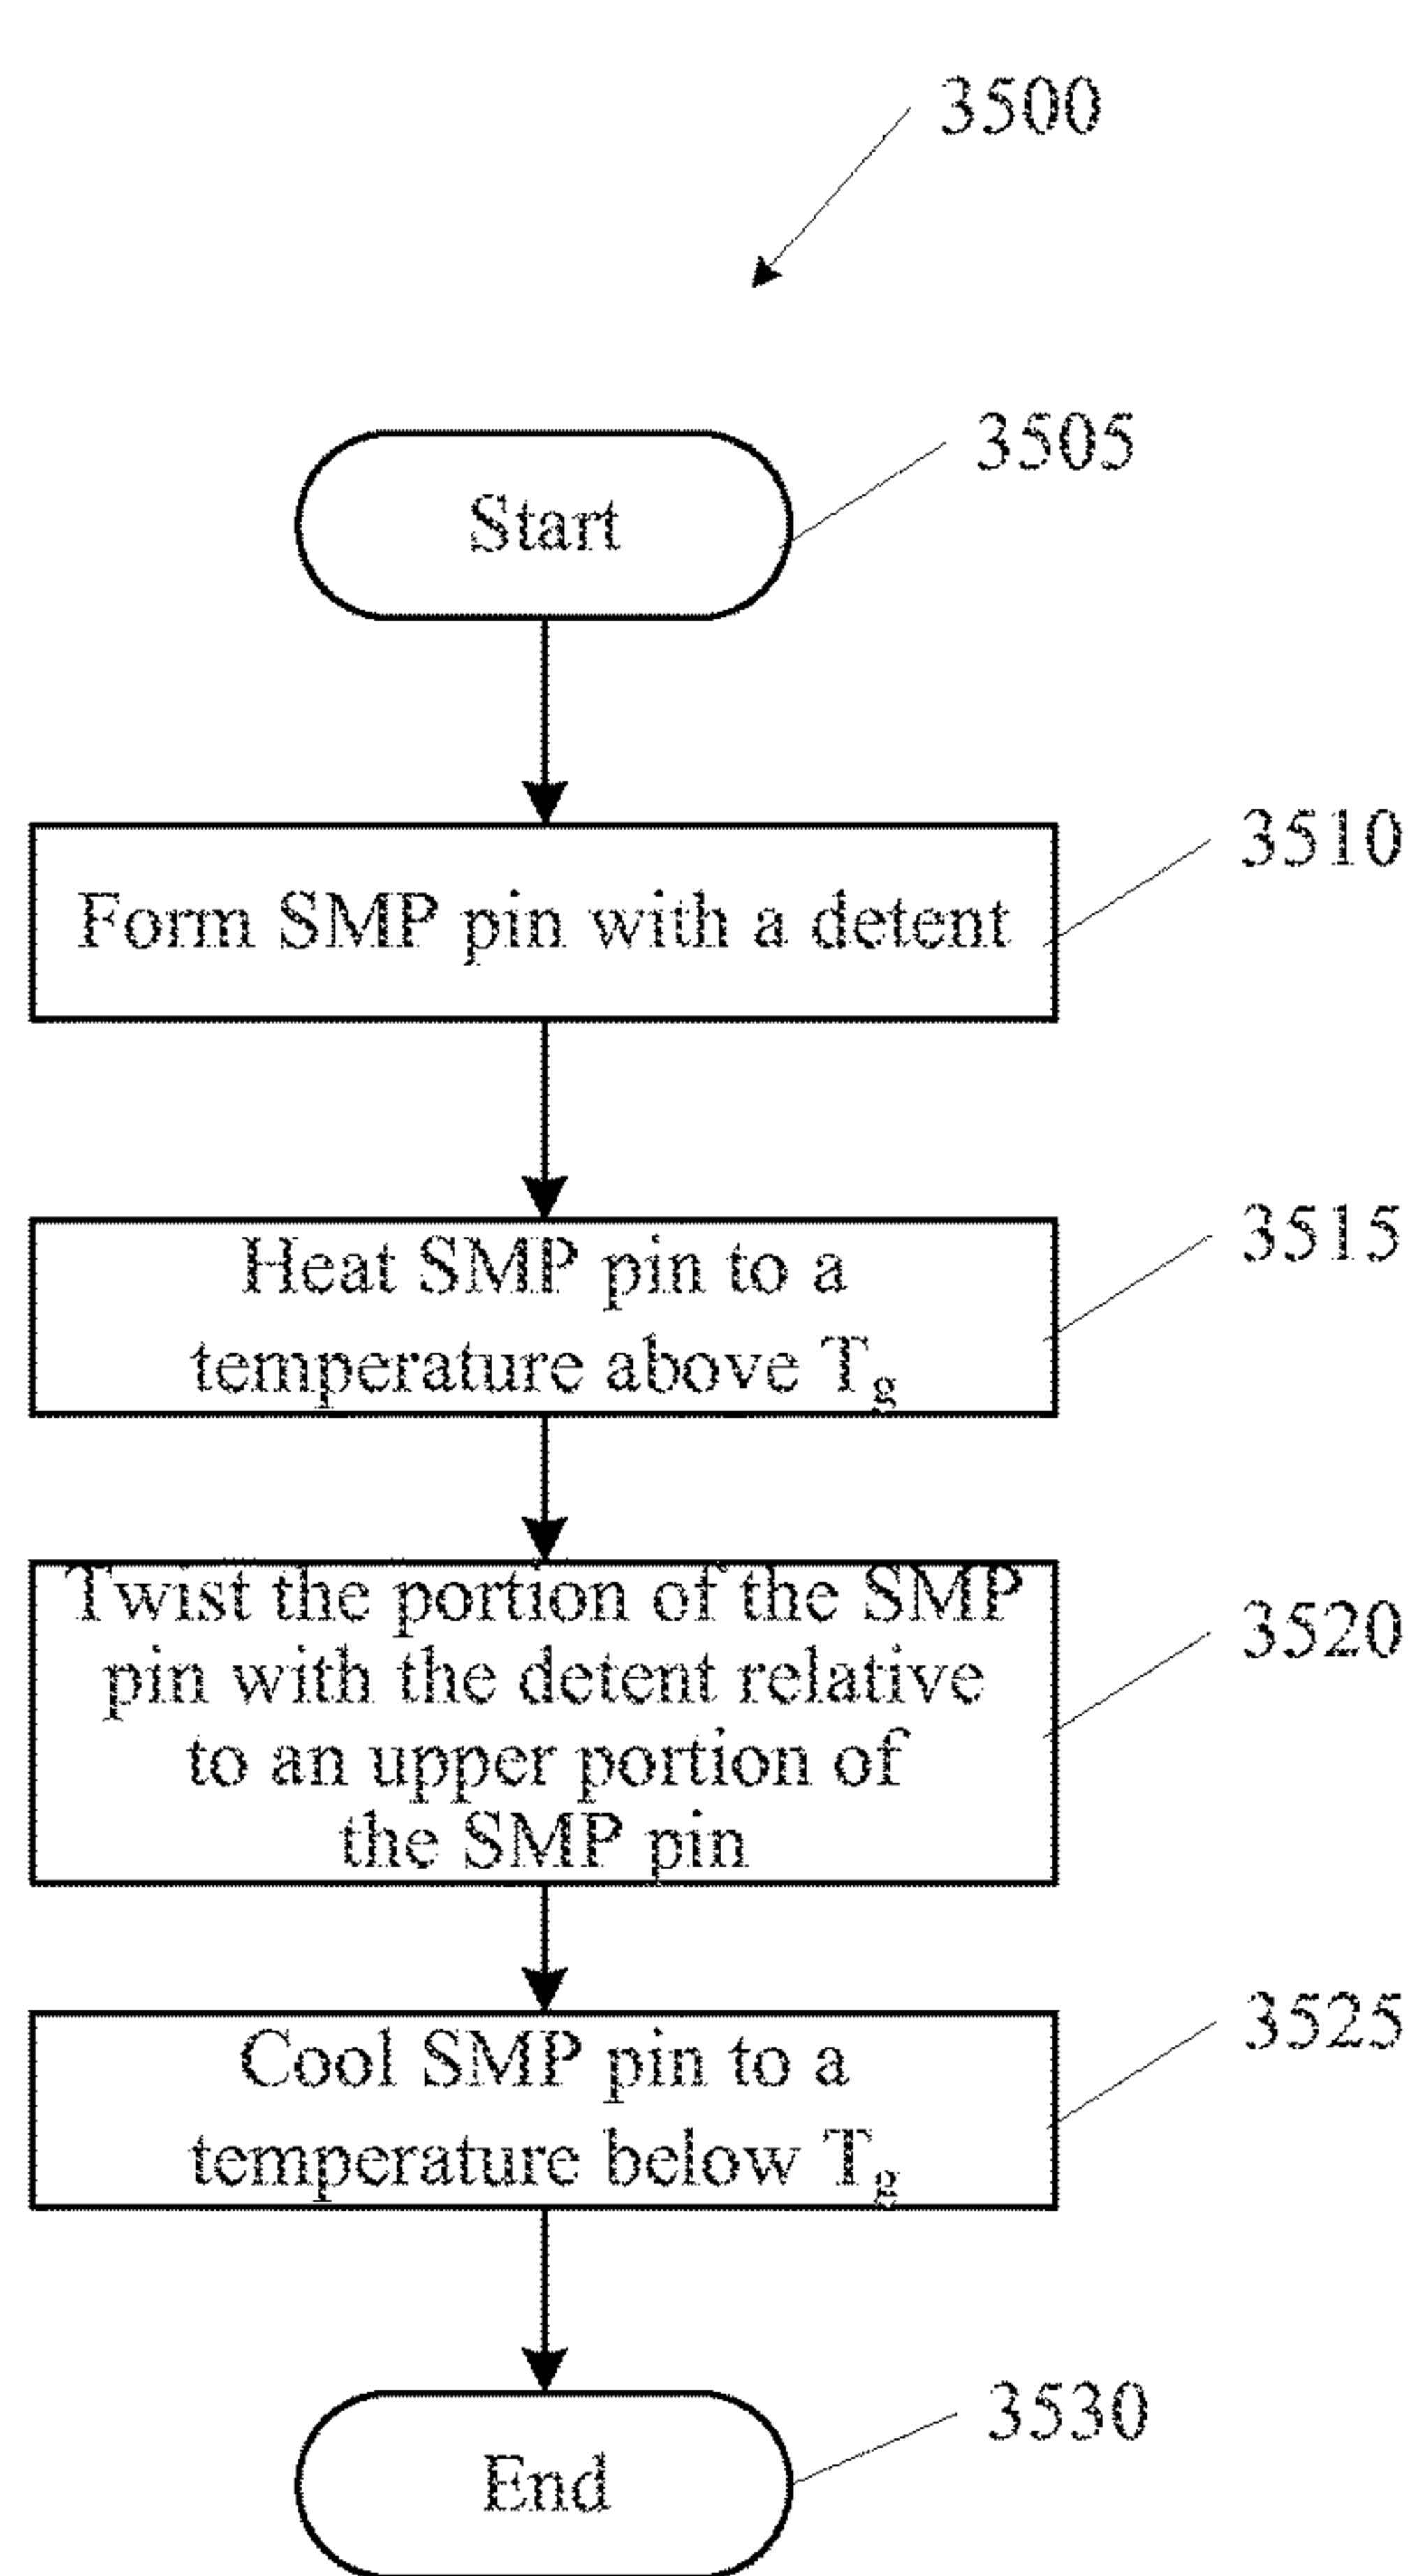 3500
3505
Start
3510
Form SMP pin with a detent
3515
Heat SMP pin to a
temperature above Tg
3520
Twist the portion of the SMP
pin with the detent relative
to an upper portion of
the SMP pin
3525
Cool SMP pin to a
temperature below Tg
3530
End